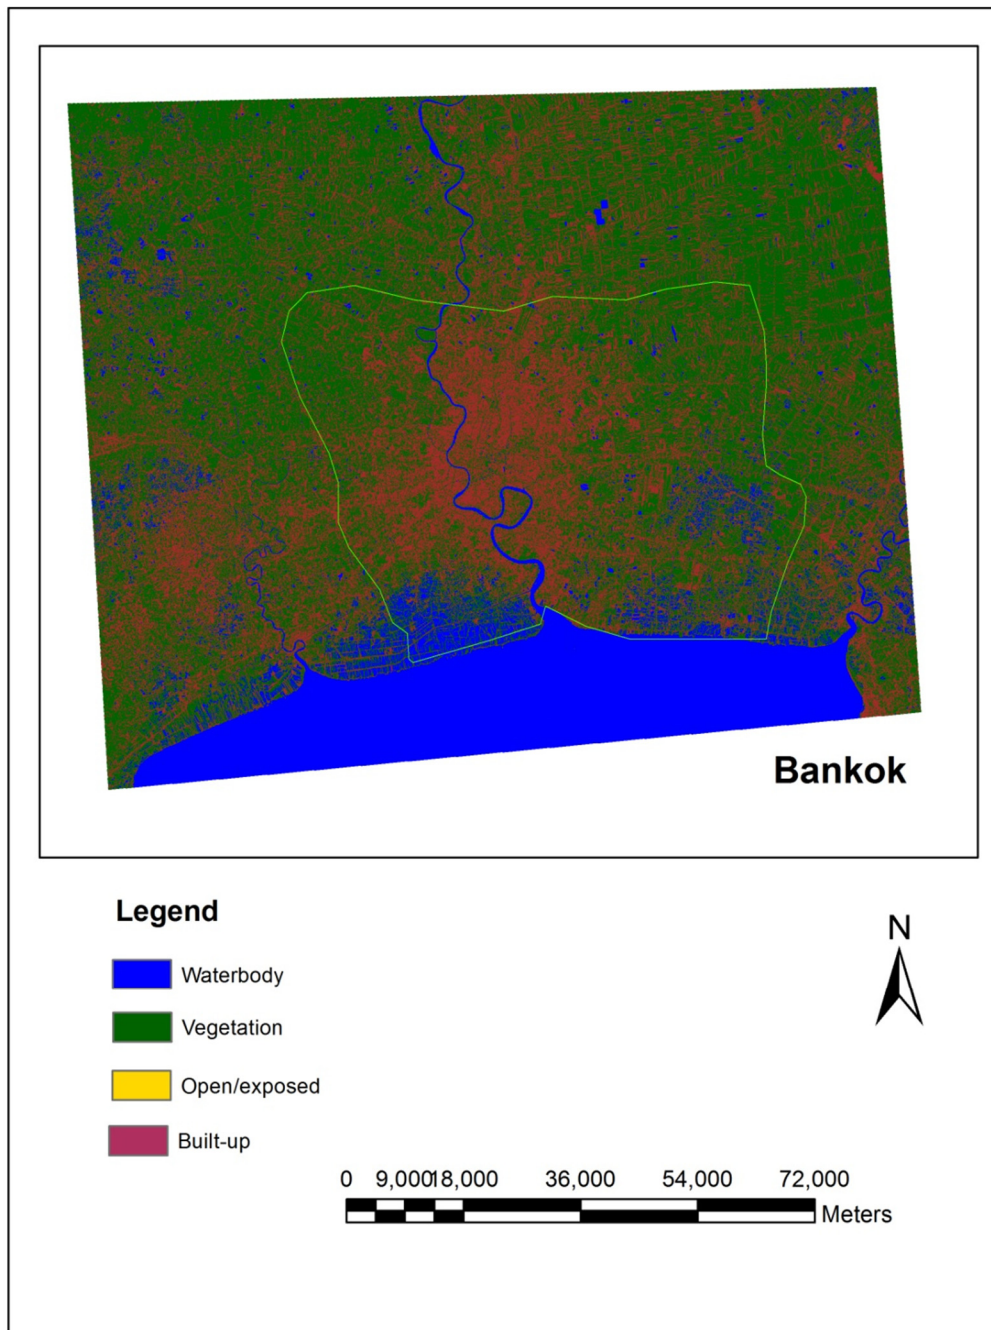 Bankok
Legend
N
Waterbody
Vegetation
Open/exposed
Built-up
0 9,000 18,000 36,000 54,000 72,000
Meters